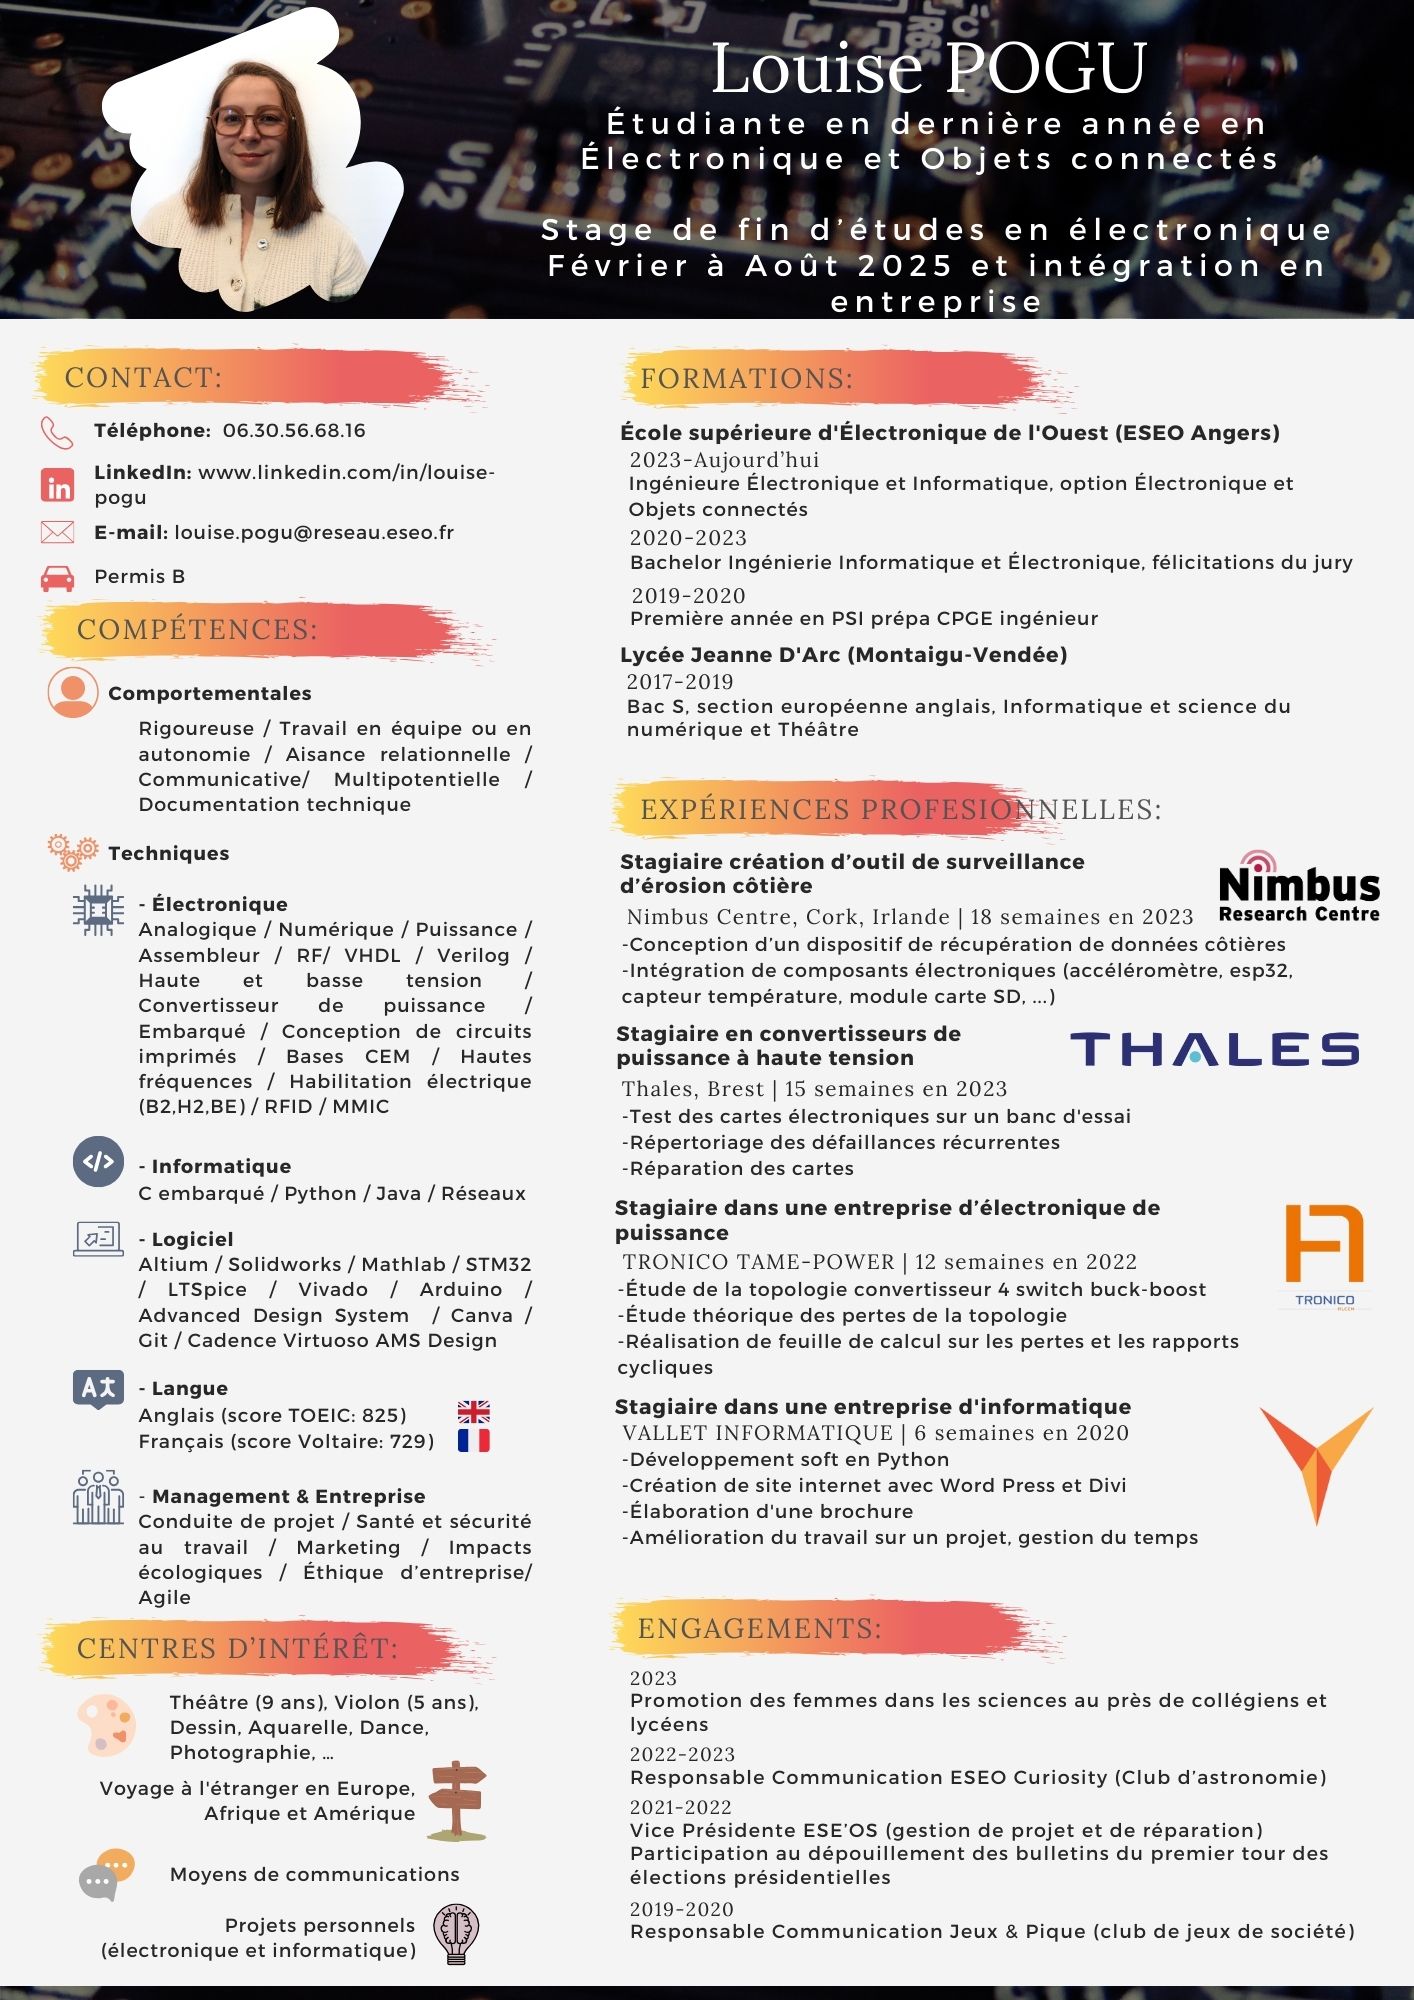 Louise POGU
Étudiante en dernière année en
Électronique et Objets connectés
Stage de fin d'études en électronique
Février à Août 2025 et intégration en
entreprise
CONTACT:
Téléphone: 06.30.56.68.16
LinkedIn: www.linkedin.com/in/louise-
pogu
E-mail: louise.pogu@reseau.eseo.fr
Permis B
COMPÉTENCES:
Comportementales
Rigoureuse / Travail en équipe ou en
autonomie / Aisance relationnelle /
Communicative/ Multipotentielle /
Documentation technique
Techniques
- Électronique
Analogique / Numérique / Puissance /
Assembleur / RF/ VHDL / Verilog /
Haute et basse tension /
Convertisseur de puissance /
Embarqué / Conception de circuits
imprimés / Bases CEM / Hautes
fréquences / Habilitation électrique
(B2,H2,BE) / RFID / MMIC
- Informatique
C embarqué / Python / Java / Réseaux
- Logiciel
Altium / Solidworks / Mathlab / STM32
/ LTSpice / Vivado / Arduino /
Advanced Design System / Canva /
Git / Cadence Virtuoso AMS Design
- Langue
Anglais (score TOEIC: 825)
Français (score Voltaire: 729)
- Management & Entreprise
Conduite de projet / Santé et sécurité
au travail / Marketing / Impacts
écologiques / Éthique d'entreprise/
Agile
CENTRES D'INTÉRÊT:
Théâtre (9 ans), Violon (5 ans),
Dessin, Aquarelle, Dance,
Photographie, ...
Voyage à l'étranger en Europe,
Afrique et Amérique
Moyens de communications
Projets personnels
(électronique et informatique)
FORMATIONS:
École supérieure d'Électronique de l'Ouest (ESEO Angers)
2023-Aujourd'hui
Ingénieure Électronique et Informatique, option Électronique et
Objets connectés
2020-2023
Bachelor Ingénierie Informatique et Électronique, félicitations du jury
2019-2020
Première année en PSI prépa CPGE ingénieur
Lycée Jeanne D'Arc (Montaigu-Vendée)
2017-2019
Bac S, section européenne anglais, Informatique et science du
numérique et Théâtre
EXPÉRIENCES PROFESIONNELLES:
Stagiaire création d'outil de surveillance
d'érosion côtière
Nimbus
Research Centre
Nimbus Centre, Cork, Irlande | 18 semaines en 2023
-Conception d'un dispositif de récupération de données côtières
-Intégration de composants électroniques (accéléromètre, esp32,
capteur température, module carte SD, ...)
Stagiaire en convertisseurs de
puissance à haute tension
THALES
Thales, Brest | 15 semaines en 2023
-Test des cartes électroniques sur un banc d'essai
-Répertoriage des défaillances récurrentes
-Réparation des cartes
Stagiaire dans une entreprise d'électronique de
puissance
TRONICO TAME-POWER | 12 semaines en 2022
-Étude de la topologie convertisseur 4 switch buck-boost
-Étude théorique des pertes de la topologie
-Réalisation de feuille de calcul sur les pertes et les rapports
cycliques
TRONICO
Stagiaire dans une entreprise d'informatique
VALLET INFORMATIQUE | 6 semaines en 2020
-Développement soft en Python
-Création de site internet avec Word Press et Divi
-Élaboration d'une brochure
-Amélioration du travail sur un projet, gestion du temps
ENGAGEMENTS:
2023
Promotion des femmes dans les sciences au près de collégiens et
lycéens
2022-2023
Responsable Communication ESEO Curiosity (Club d'astronomie)
2021-2022
Vice Présidente ESE'OS (gestion de projet et de réparation)
Participation au dépouillement des bulletins du premier tour des
élections présidentielles
2019-2020
Responsable Communication Jeux & Pique (club de jeux de société)